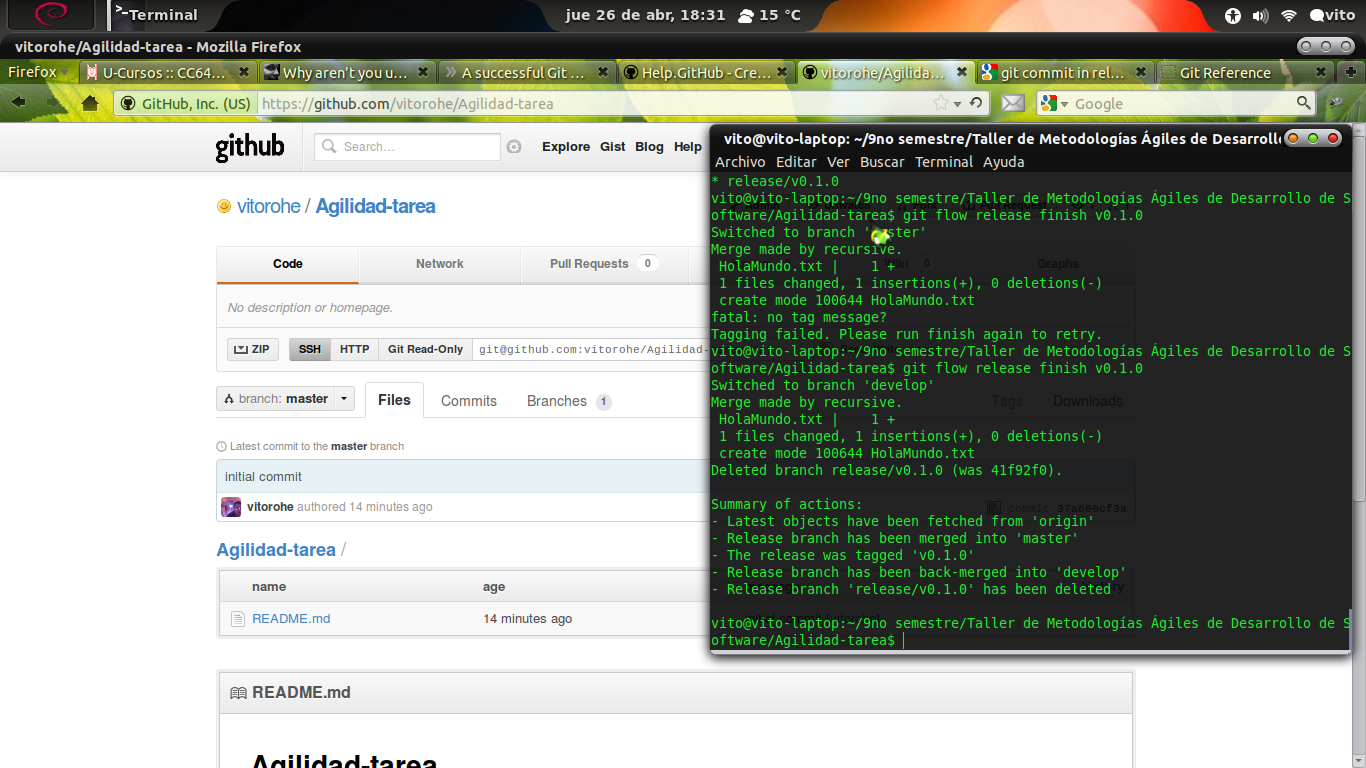 Terminal
jue 26 de abr, 18:31
15 °C
vito
vitorohe/Agilidad-tarea - Mozilla Firefox
Firefox
U-Cursos :: CC64...
Why aren't you u...
A successful Git ...
Help.GitHub - Cre...
vitorohe/Agilida...
git commit in rel...
Git Reference
GitHub, Inc. (US)
https://github.com/vitorohe/Agilidad-tarea
Google
github
Search...
Explore
Gist
Blog
Help
vitorohe / Agilidad-tarea
Code
Network
Pull Requests 0
Wiki 0
Graphs
No description or homepage.
ZIP
SSH
HTTP
Git Read-Only
git@github.com:vitorohe/Agilidad-
branch: master
Files
Commits
Branches 1
Tags
Downloads
Latest commit to the master branch
initial commit
vitorohe authored 14 minutes ago
commit 37a669cf3a
Agilidad-tarea /
name
age
README.md
14 minutes ago
README.md
Agilidad-tarea
vito@vito-laptop: ~/9no semestre/Taller de Metodologías Ágiles de Desarroll
Archivo Editar Ver Buscar Terminal Ayuda
* release/v0.1.0
vito@vito-laptop:~/9no semestre/Taller de Metodologías Ágiles de Desarrollo de S
oftware/Agilidad-tarea$ git flow release finish v0.1.0
Switched to branch 'master'
Merge made by recursive.
HolaMundo.txt |    1 +
1 files changed, 1 insertions(+), 0 deletions(-)
create mode 100644 HolaMundo.txt
fatal: no tag message?
Tagging failed. Please run finish again to retry.
vito@vito-laptop:~/9no semestre/Taller de Metodologías Ágiles de Desarrollo de S
oftware/Agilidad-tarea$ git flow release finish v0.1.0
Switched to branch 'develop'
Merge made by recursive.
HolaMundo.txt |    1 +
1 files changed, 1 insertions(+), 0 deletions(-)
create mode 100644 HolaMundo.txt
Deleted branch release/v0.1.0 (was 41f92f0).
Summary of actions:
- Latest objects have been fetched from 'origin'
- Release branch has been merged into 'master'
- The release was tagged 'v0.1.0'
- Release branch has been back-merged into 'develop'
- Release branch 'release/v0.1.0' has been deleted
vito@vito-laptop:~/9no semestre/Taller de Metodologías Ágiles de Desarrollo de S
oftware/Agilidad-tarea$